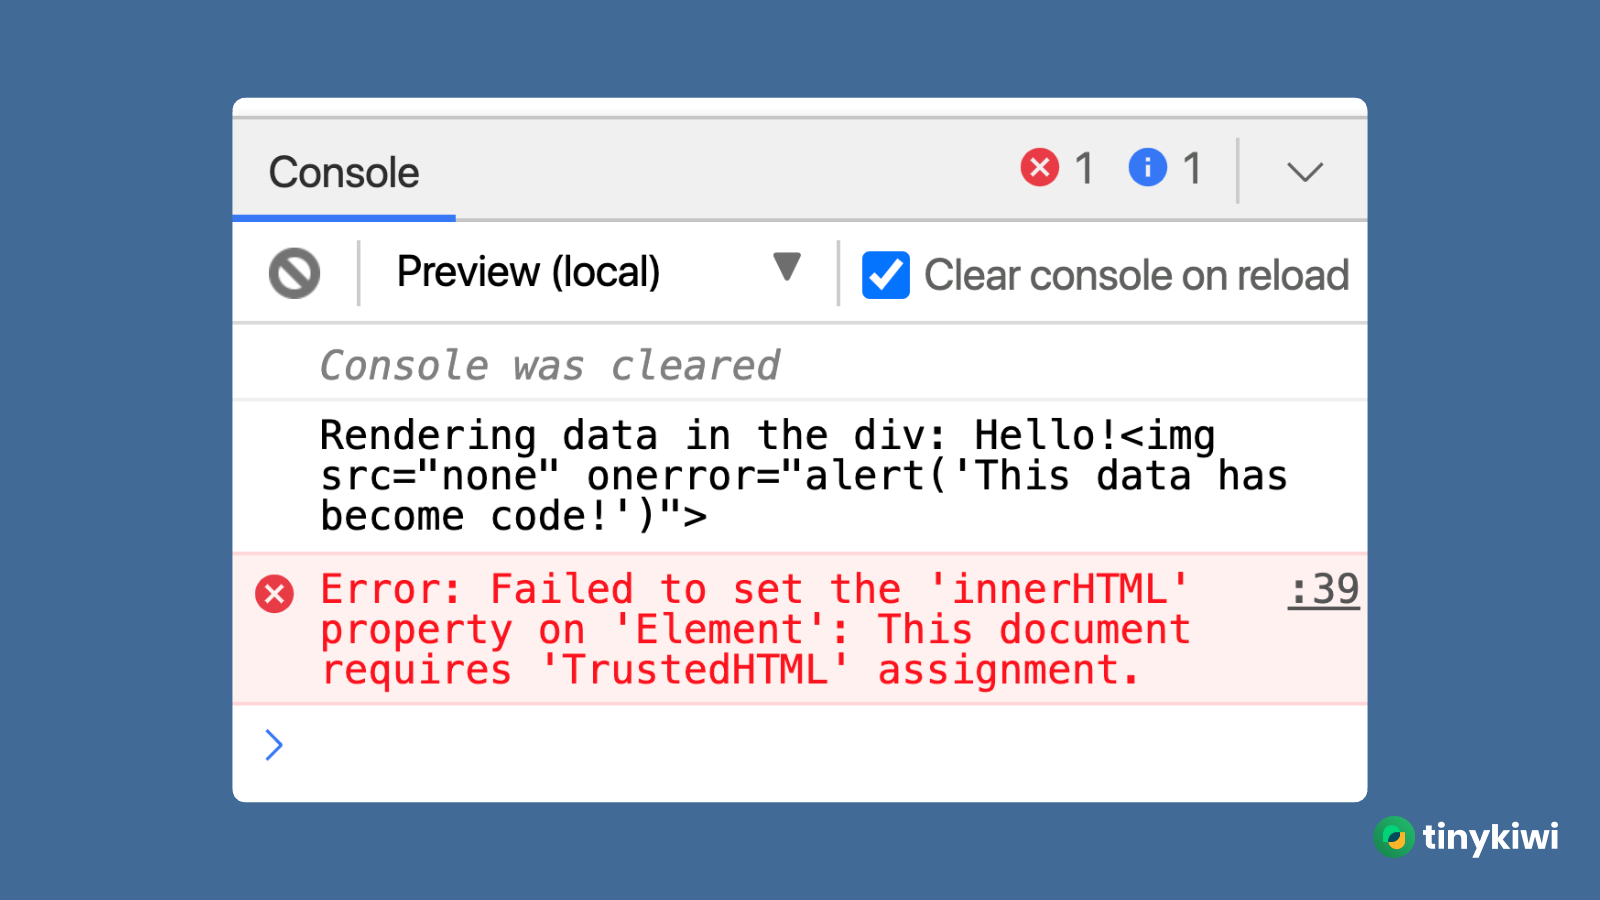 Console
1
1
Preview (local)
Clear console on reload
Console was cleared
Rendering data in the div: Hello!<img
src="none" onerror="alert('This data has
become code!')">
Error: Failed to set the 'innerHTML'
:39
property on 'Element': This document
requires 'TrustedHTML' assignment.
tinykiwi